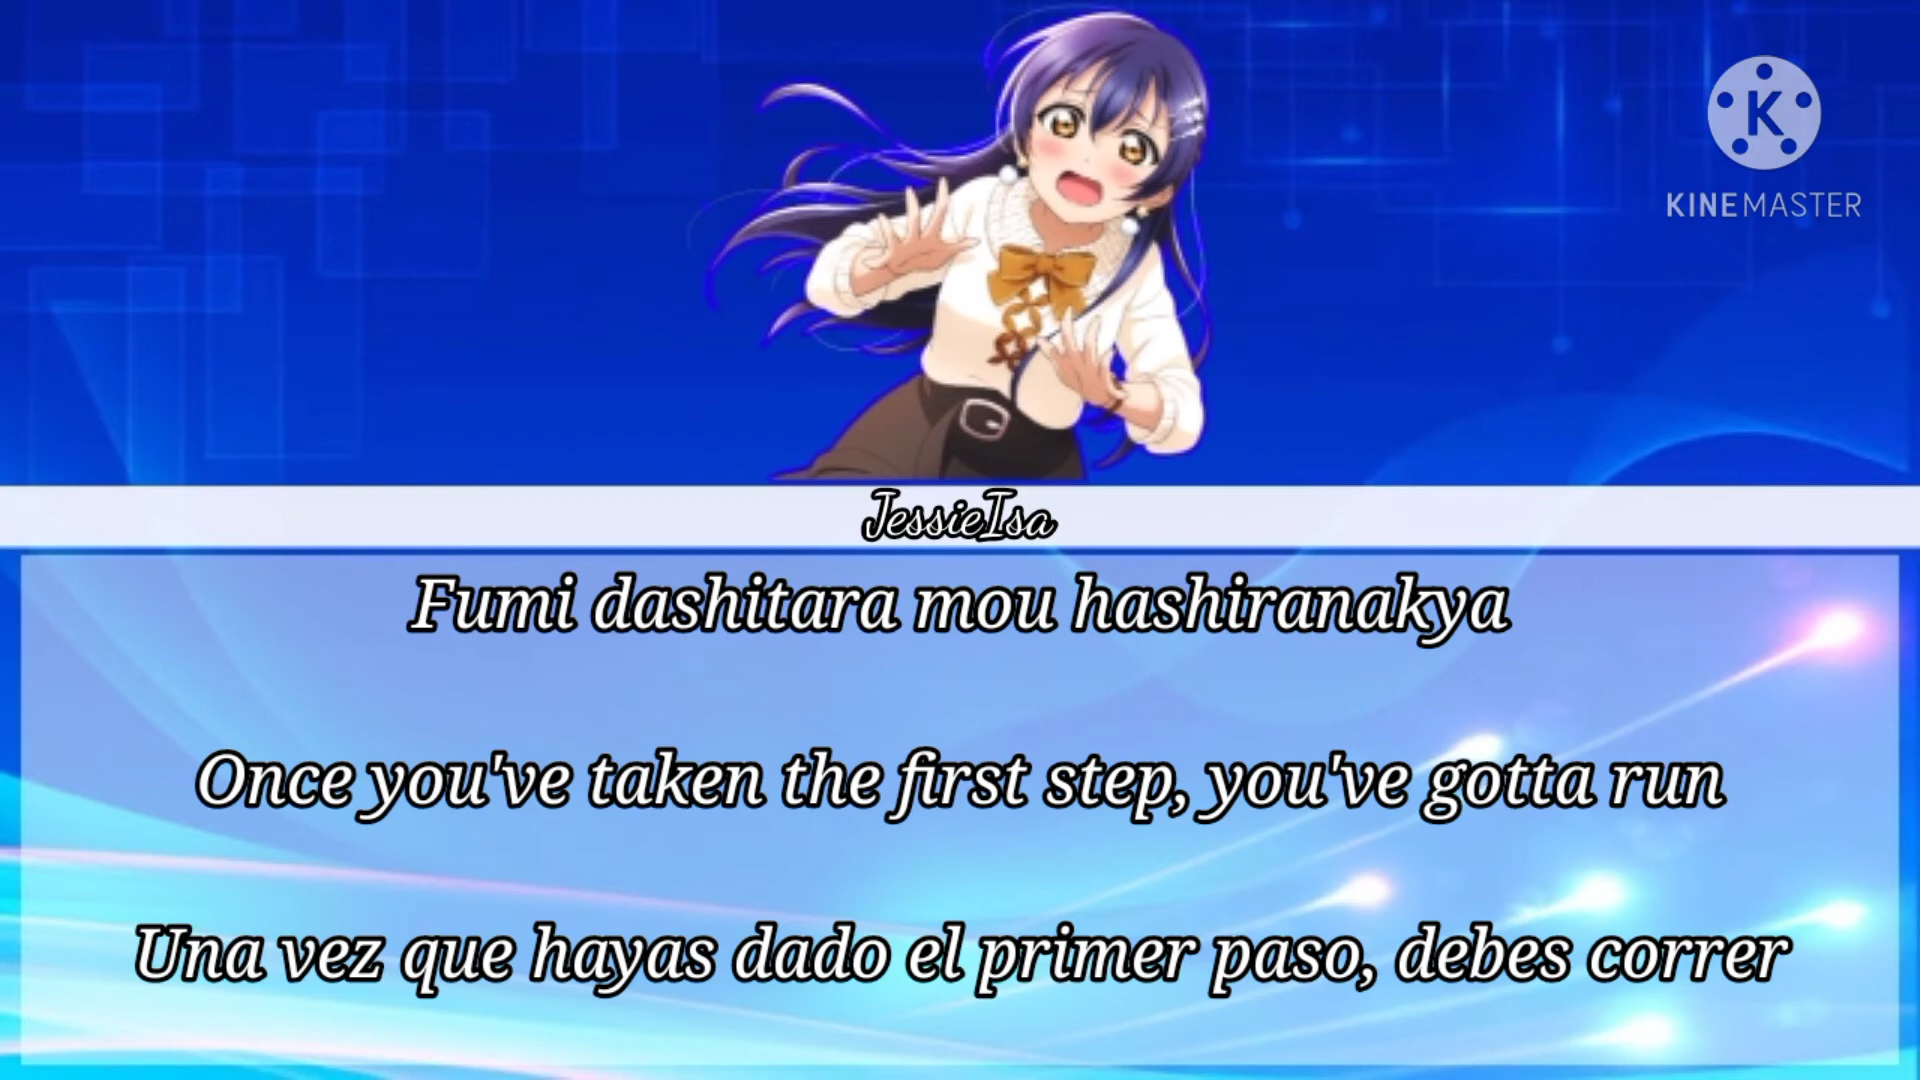 K
KINEMASTER
JessieIsa
Fumi dashitara mou hashiranakya
Once you've taken the first step, you've gotta run
Una vez que hayas dado el primer paso, debes correr